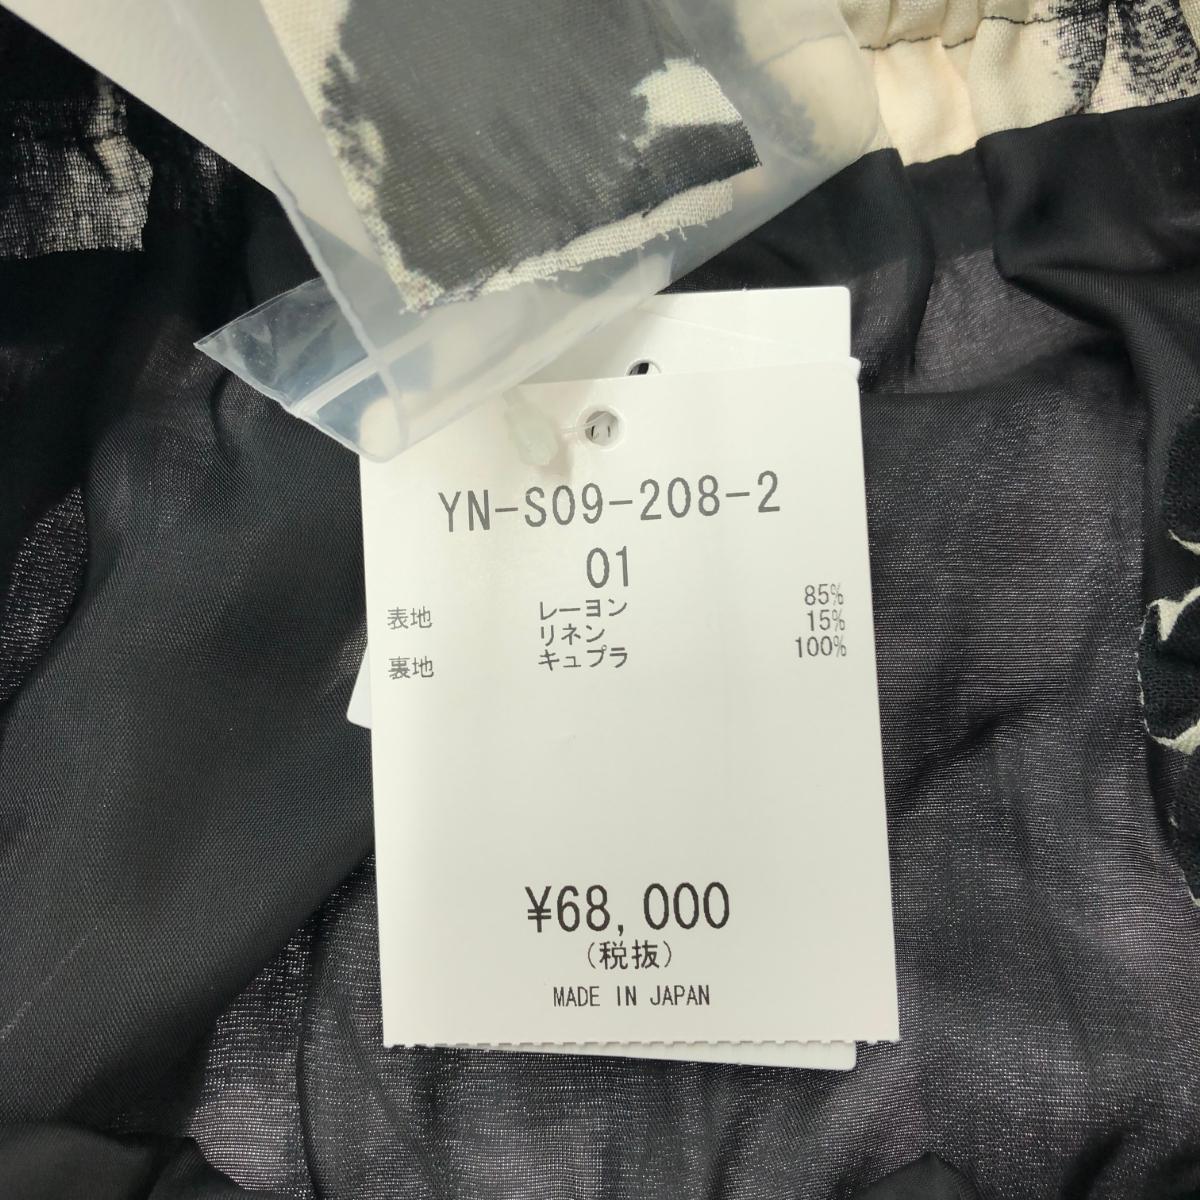 YN-S09-208-2
01
表地 レーヨン 85%
リネン 15%
裏地 キュプラ 100%
¥68,000
(税抜)
MADE IN JAPAN